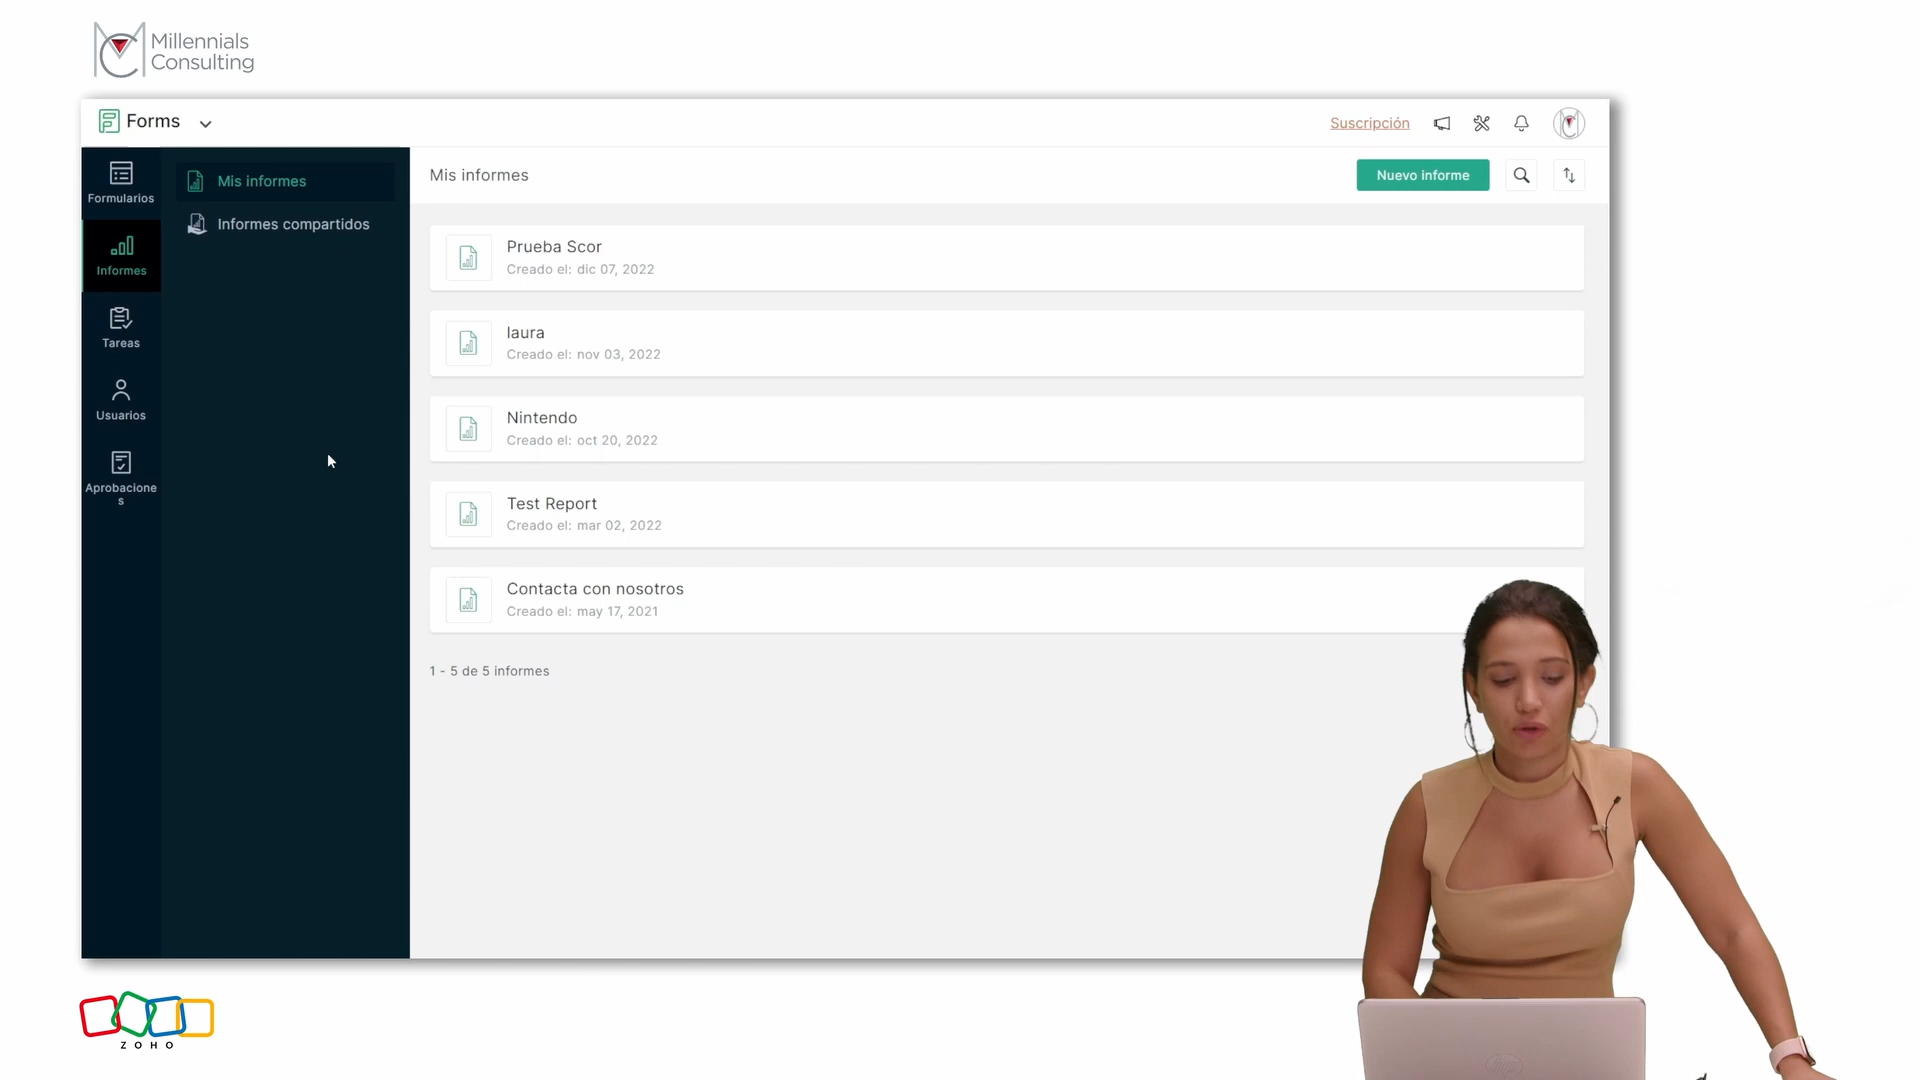 Millennials
Consulting
Forms
Suscripción
Formularios
Informes
Tareas
Usuarios
Aprobacione
s
Mis informes
Informes compartidos
Mis informes
Nuevo informe
Prueba Scor
Creado el: dic 07, 2022
laura
Creado el: nov 03, 2022
Nintendo
Creado el: oct 20, 2022
Test Report
Creado el: mar 02, 2022
Contacta con nosotros
Creado el: may 17, 2021
1 - 5 de 5 informes
ZOHO
hp